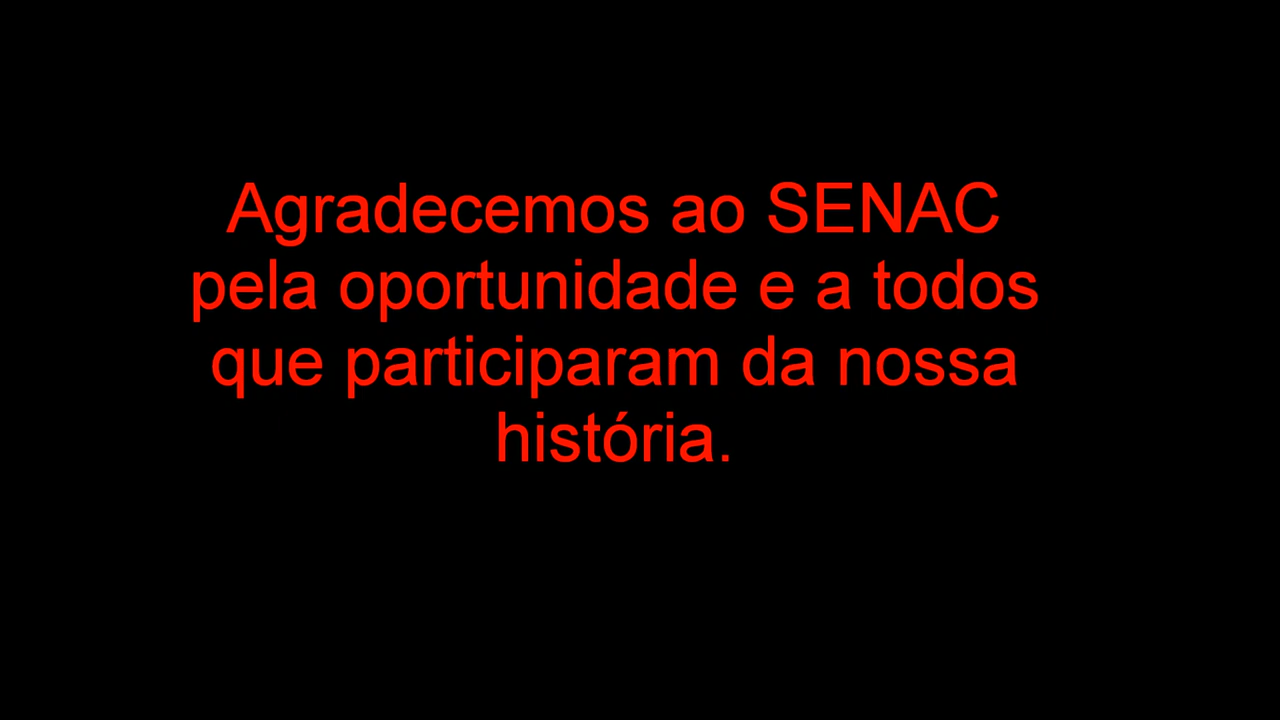 Agradecemos ao SENAC
pela oportunidade e a todos
que participaram da nossa
história.